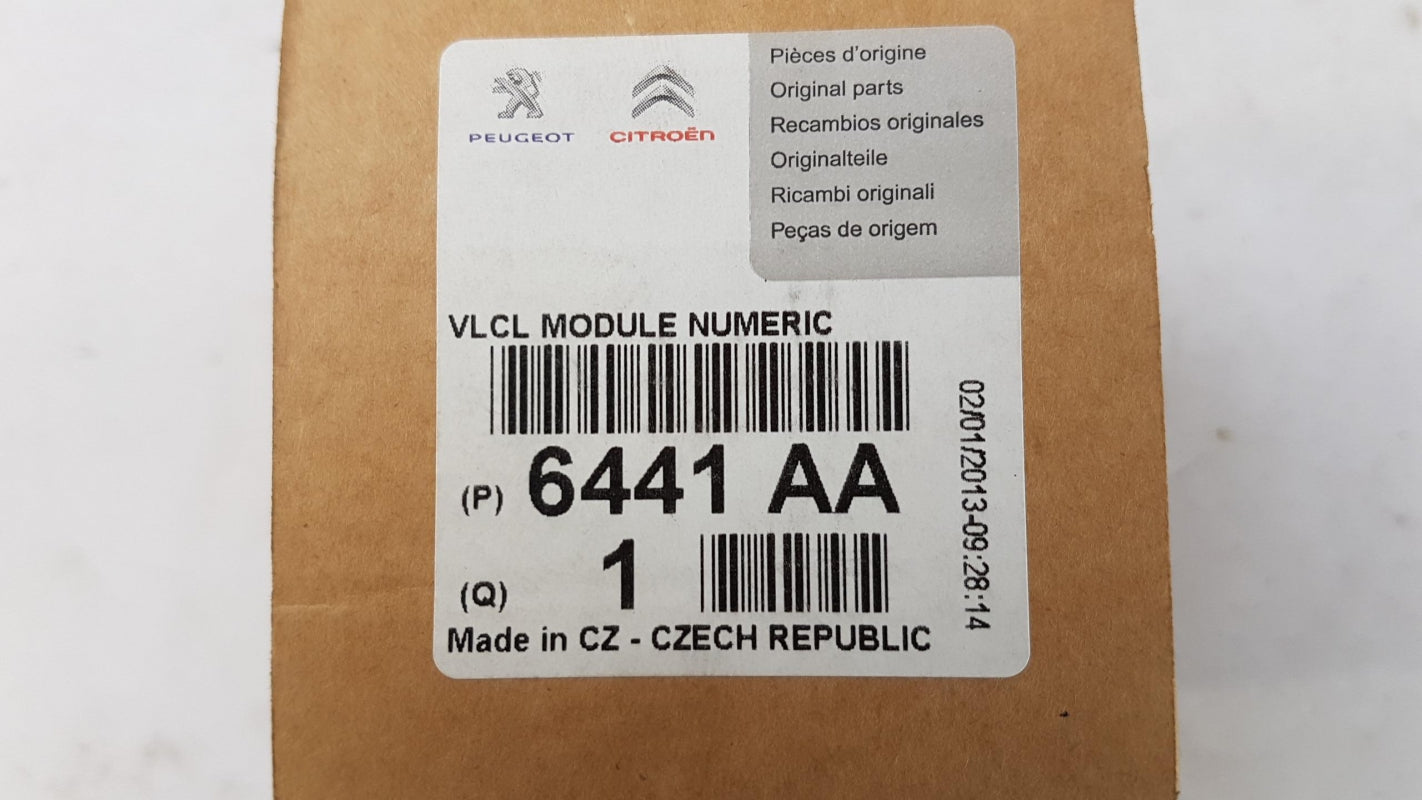 PEUGEOT
CITROËN
Pièces d'origine
Original parts
Recambios originales
Originalteile
Ricambi originali
Peças de origem
VLCL MODULE NUMERIC
(P) 6441 AA
(Q) 1
Made in CZ - CZECH REPUBLIC
02/01/2013-09:28:14